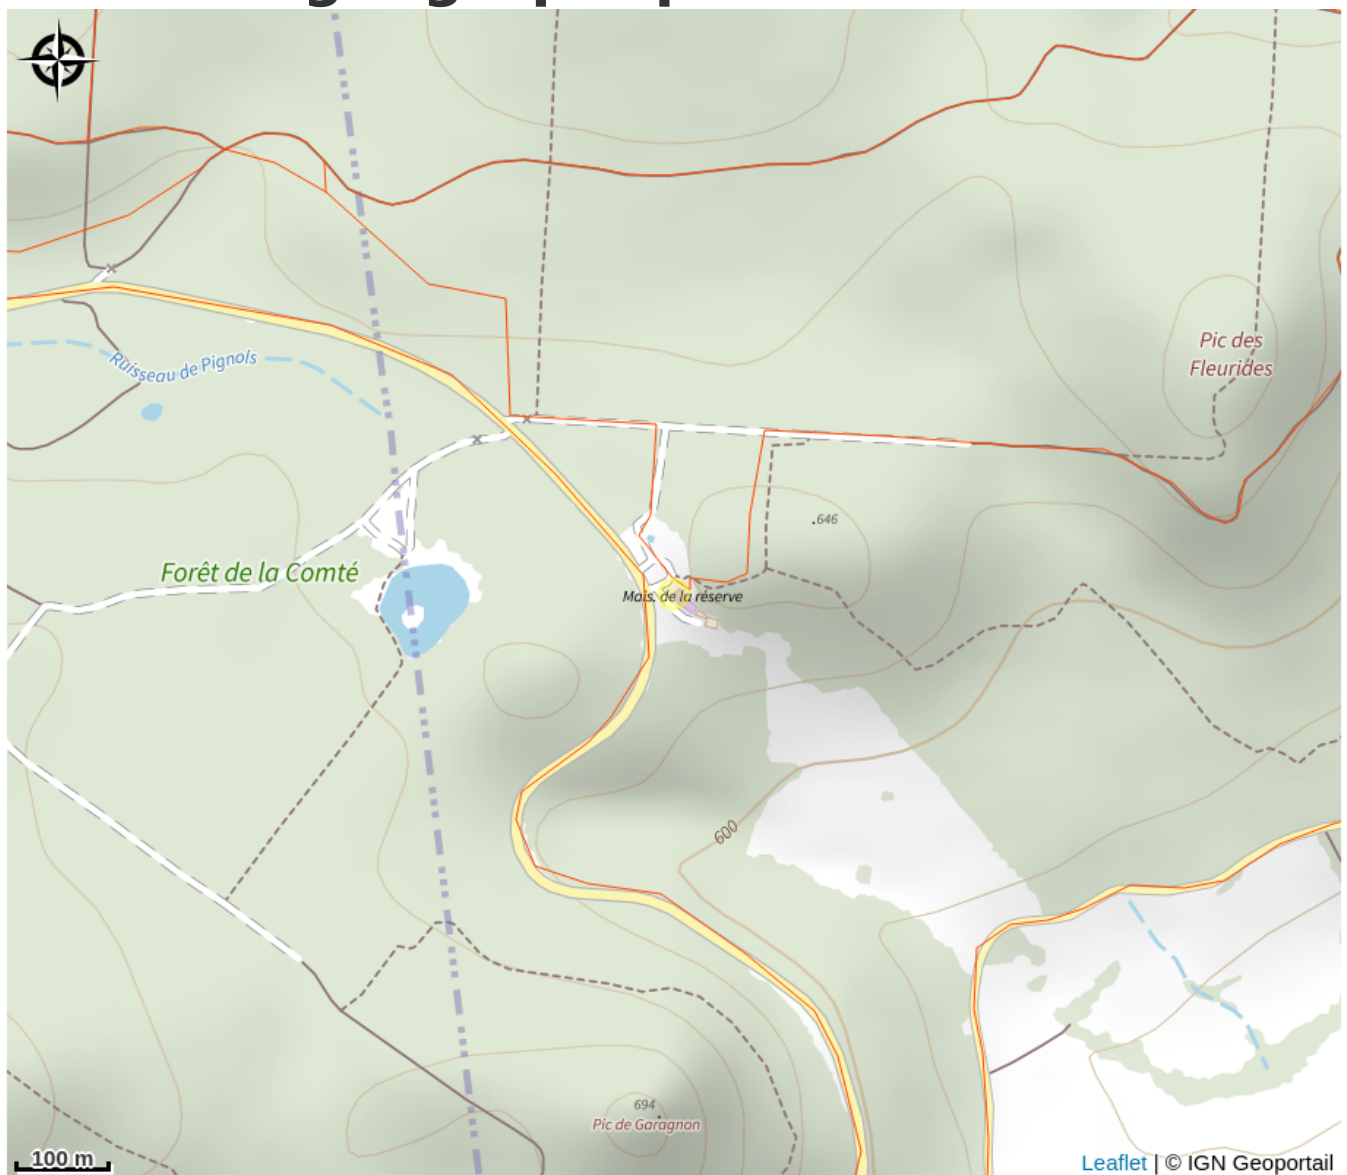 Ruisseau de Pignols
Pic des
Fleurides
.646
Forêt de la Comté
Mais. de la réserve
600
694
Pic de Garagnon
100 m
Leaflet | © IGN Geoportail